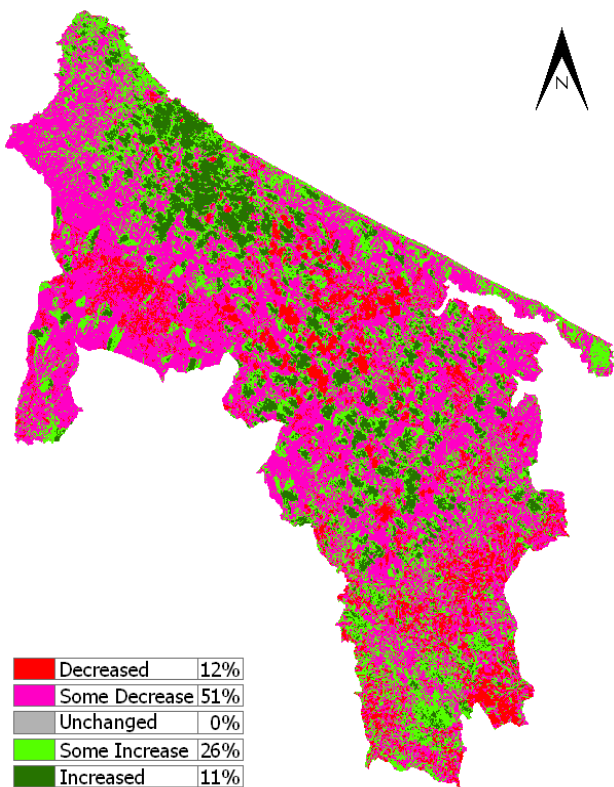 N
Decreased 12%
Some Decrease 51%
Unchanged 0%
Some Increase 26%
Increased 11%